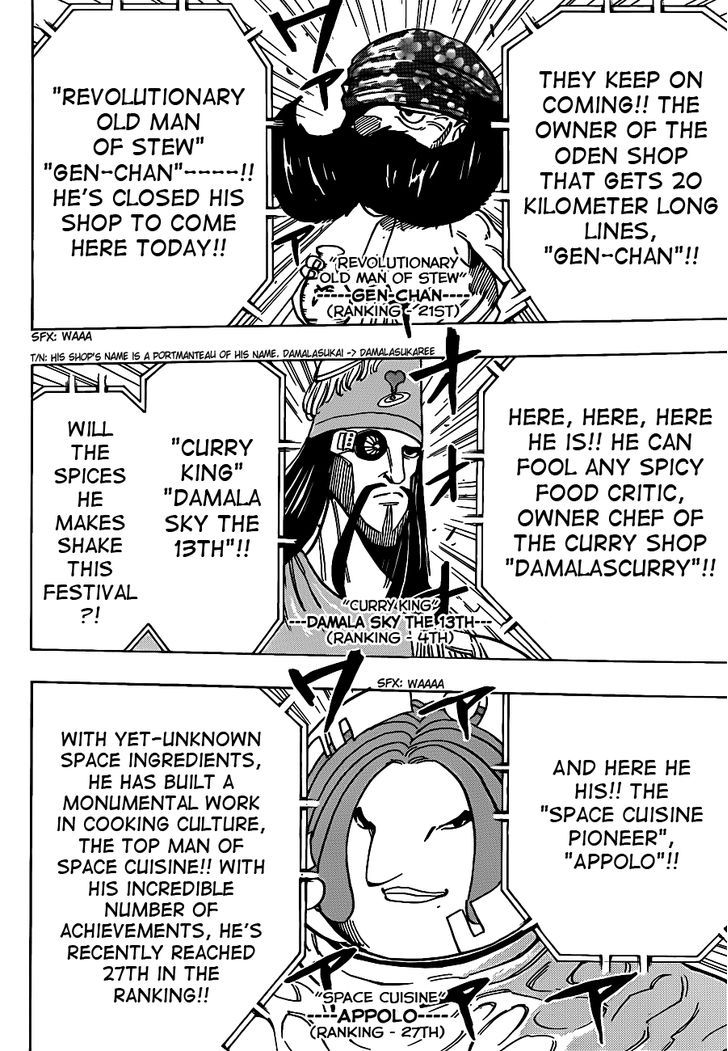 THEY KEEP ON
COMING!! THE
OWNER OF THE
ODEN SHOP
THAT GETS 20
KILOMETER LONG
LINES,
"GEN-CHAN"!!
"REVOLUTIONARY
OLD MAN
OF STEW"
"GEN-CHAN"----!!
HE'S CLOSED HIS
SHOP TO COME
HERE TODAY!!
"REVOLUTIONARY
OLD MAN OF STEW"
-----GEN-CHAN----
(RANKING - 21ST)
SFX: WAAA
T/N: HIS SHOP'S NAME IS A PORTMANTEAU OF HIS NAME. DAMALASUKAI -> DAMALASUKAREE
HERE, HERE, HERE
HE IS!! HE CAN
FOOL ANY SPICY
FOOD CRITIC,
OWNER CHEF OF
THE CURRY SHOP
"DAMALASCURRY"!!
"CURRY
KING"
"DAMALA
SKY THE
13TH"!!
WILL
THE
SPICES
HE
MAKES
SHAKE
THIS
FESTIVAL
?!
"CURRY KING"
---DAMALA SKY THE 13TH---
(RANKING - 4TH)
SFX: WAAAA
AND HERE HE
HIS!! THE
"SPACE CUISINE
PIONEER",
"APPOLO"!!
WITH YET-UNKNOWN
SPACE INGREDIENTS,
HE HAS BUILT A
MONUMENTAL WORK
IN COOKING CULTURE,
THE TOP MAN OF
SPACE CUISINE!! WITH
HIS INCREDIBLE
NUMBER OF
ACHIEVEMENTS, HE'S
RECENTLY REACHED
27TH IN THE
RANKING!!
"SPACE CUISINE"
-----APPOLO-----
(RANKING - 27TH)